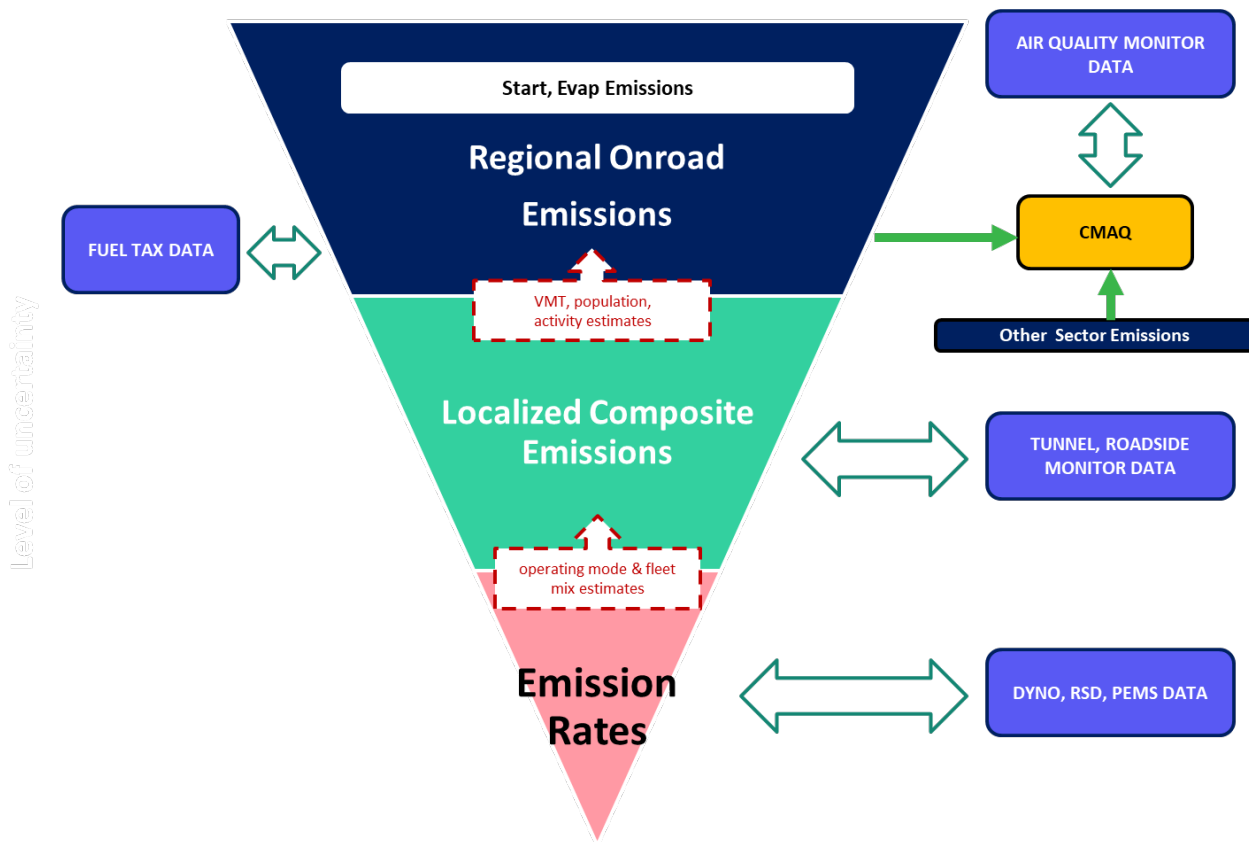 AIR QUALITY MONITOR
DATA
Start, Evap Emissions
Regional Onroad
Emissions
FUEL TAX DATA
CMAQ
VMT, population,
activity estimates
Other Sector Emissions
Level of uncertainty
Localized Composite
Emissions
TUNNEL, ROADSIDE
MONITOR DATA
operating mode & fleet
mix estimates
Emission
Rates
DYNO, RSD, PEMS DATA